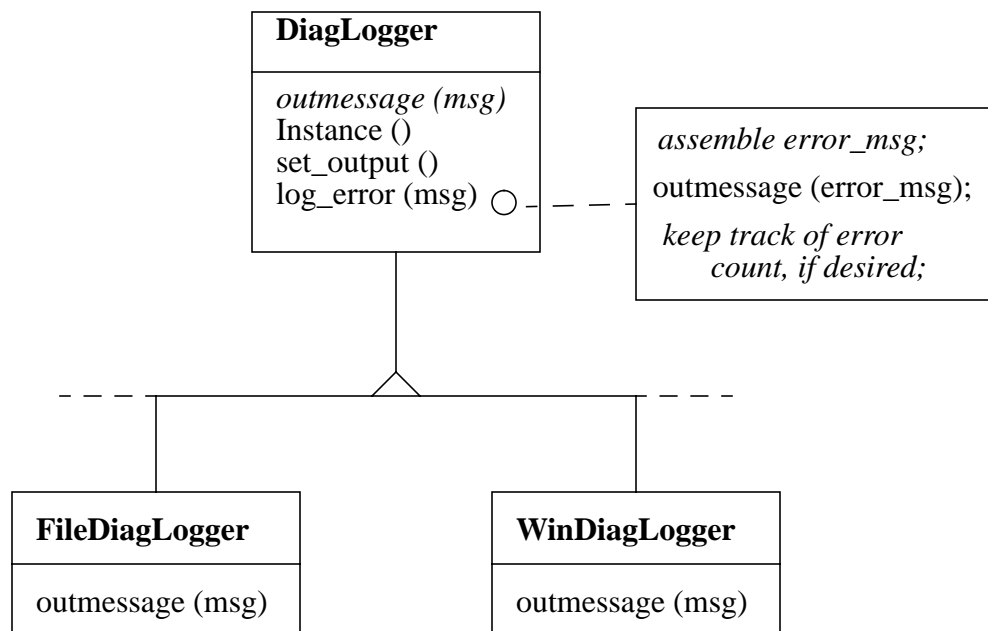 DiagLogger
outmessage (msg)
Instance ()
set_output ()
log_error (msg)
assemble error_msg;
outmessage (error_msg);
keep track of error
count, if desired;
FileDiagLogger
outmessage (msg)
WinDiagLogger
outmessage (msg)